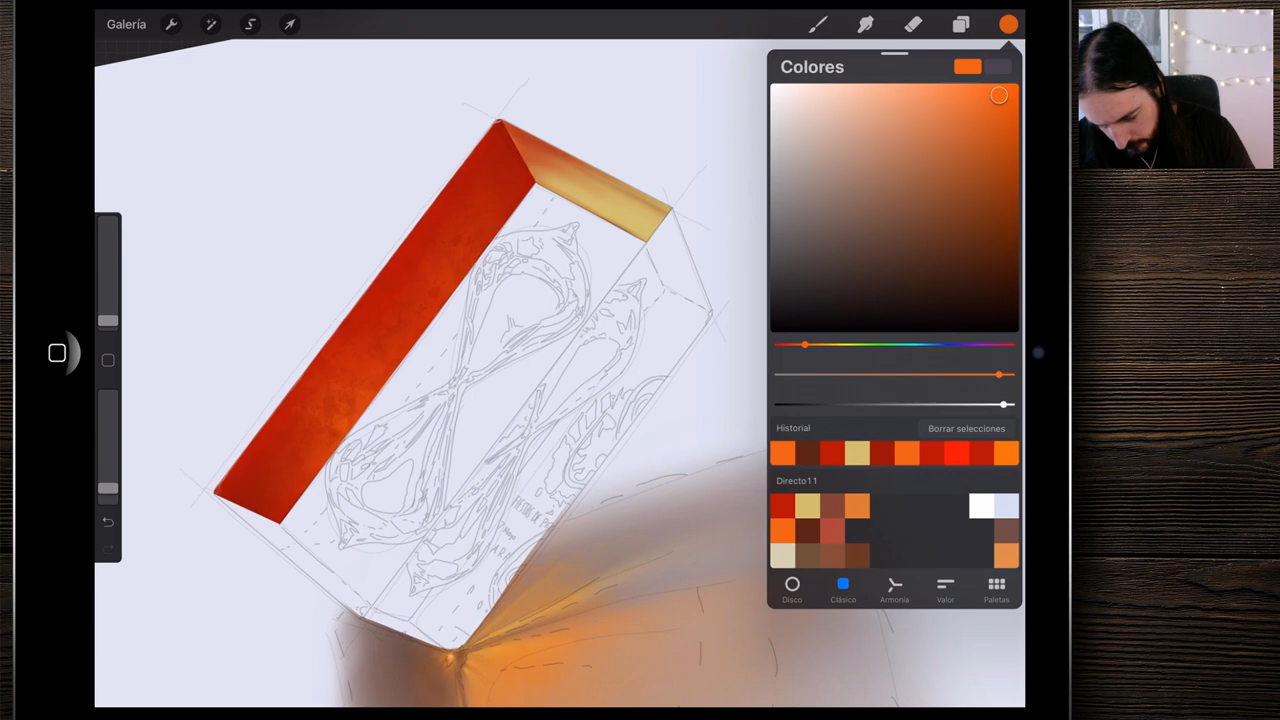 Galería
Colores
Historial
Borrar selecciones
Directo11
Disco
Clásico
Armonía
Valor
Paletas